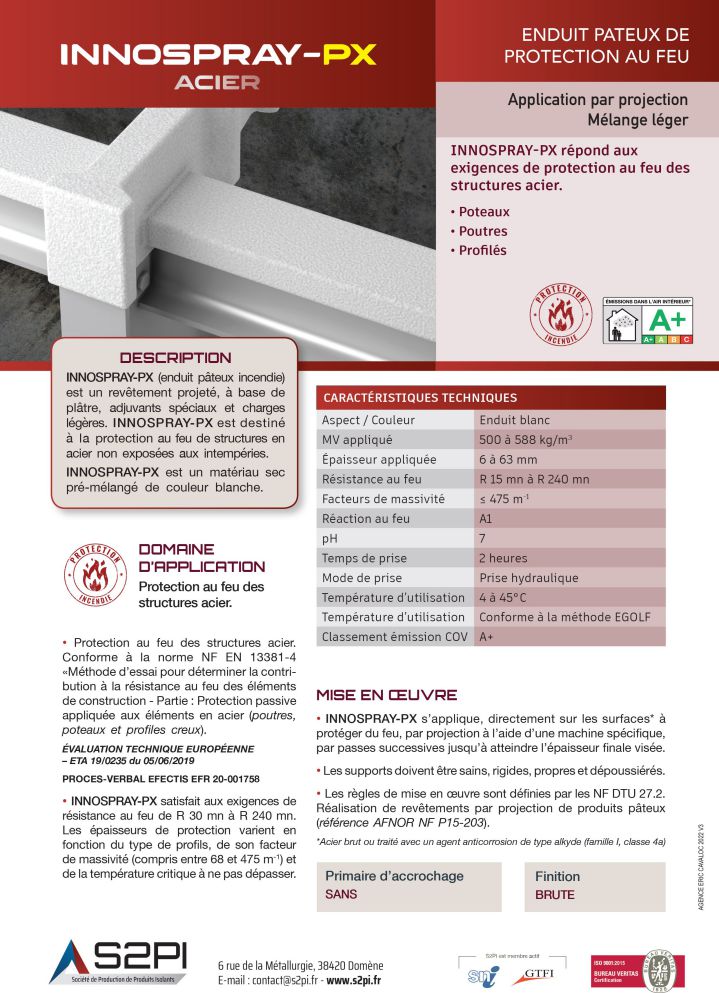 INNOSPRAY-PX
ACIER
ENDUIT PATEUX DE
PROTECTION AU FEU
Application par projection
Mélange léger
INNOSPRAY-PX répond aux
exigences de protection au feu des
structures acier.
• Poteaux
• Poutres
• Profilés
PROTECTION
INCENDIE
ÉMISSIONS DANS L'AIR INTÉRIEUR*
A+
A+ A B C
DESCRIPTION
INNOSPRAY-PX (enduit pâteux incendie)
est un revêtement projeté, à base de
plâtre, adjuvants spéciaux et charges
légères. INNOSPRAY-PX est destiné
à la protection au feu de structures en
acier non exposées aux intempéries.
INNOSPRAY-PX est un matériau sec
pré-mélangé de couleur blanche.
PROTECTION
INCENDIE
DOMAINE
D'APPLICATION
Protection au feu des
structures acier.
• Protection au feu des structures acier.
Conforme à la norme NF EN 13381-4
«Méthode d'essai pour déterminer la contri-
bution à la résistance au feu des éléments
de construction - Partie : Protection passive
appliquée aux éléments en acier (poutres,
poteaux et profiles creux).
ÉVALUATION TECHNIQUE EUROPÉENNE
– ETA 19/0235 du 05/06/2019
PROCES-VERBAL EFECTIS EFR 20-001758
• INNOSPRAY-PX satisfait aux exigences de
résistance au feu de R 30 mn à R 240 mn.
Les épaisseurs de protection varient en
fonction du type de profils, de son facteur
de massivité (compris entre 68 et 475 m-1) et
de la température critique à ne pas dépasser.
CARACTÉRISTIQUES TECHNIQUES
Aspect / Couleur Enduit blanc
MV appliqué 500 à 588 kg/m3
Épaisseur appliquée 6 à 63 mm
Résistance au feu R 15 mn à R 240 mn
Facteurs de massivité ≤ 475 m-1
Réaction au feu A1
pH 7
Temps de prise 2 heures
Mode de prise Prise hydraulique
Température d'utilisation 4 à 45°C
Température d'utilisation Conforme à la méthode EGOLF
Classement émission COV A+
MISE EN ŒUVRE
• INNOSPRAY-PX s'applique, directement sur les surfaces* à
protéger du feu, par projection à l'aide d'une machine spécifique,
par passes successives jusqu'à atteindre l'épaisseur finale visée.
• Les supports doivent être sains, rigides, propres et dépoussiérés.
• Les règles de mise en œuvre sont définies par les NF DTU 27.2.
Réalisation de revêtements par projection de produits pâteux
(référence AFNOR NF P15-203).
*Acier brut ou traité avec un agent anticorrosion de type alkyde (famille I, classe 4a)
Primaire d'accrochage
SANS
Finition
BRUTE
AGENCE ERIC CAVALOC 2022 V3
S2PI
Société de Production de Produits Isolants
6 rue de la Métallurgie, 38420 Domène
E-mail : contact@s2pi.fr - www.s2pi.fr
S2PI est membre actif
sni
GTFI
ISO 9001:2015
BUREAU VERITAS
Certification
BUREAU VERITAS
1828